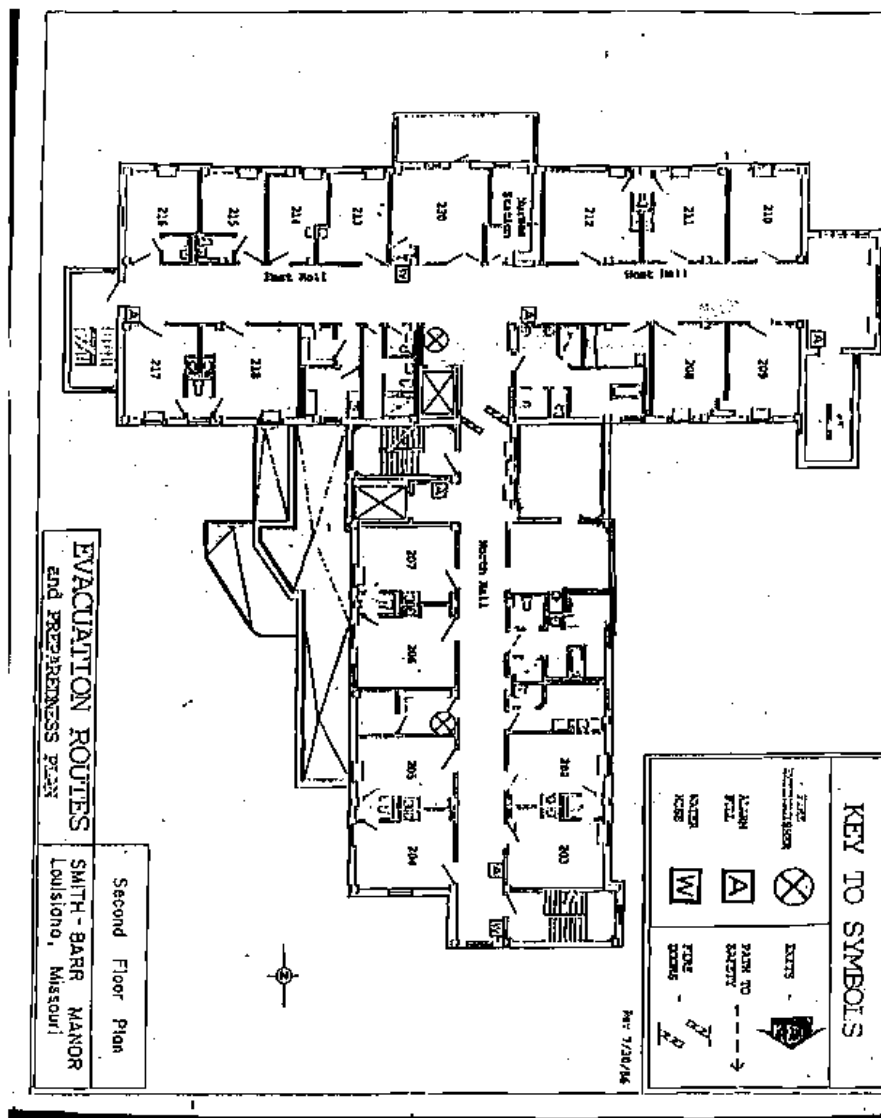 KEY TO SYMBOLS
FIRE
ALARM
PULL
WATER
HOSE
A
W
EXITS -
PATH TO
SAFETY
FIRE
DOORS -
Rev 7/30/86
210
211
212
Nurses
Station
220
213
214
215
216
West Hall
East Hall
W
A
A
A
209
208
218
217
A
North Hall
207
206
205
204
202
203
A
W
N
EVACUATION ROUTES
and PREPAREDNESS PLAN
Second Floor Plan
SMITH-BARR MANOR
Louisiana, Missouri